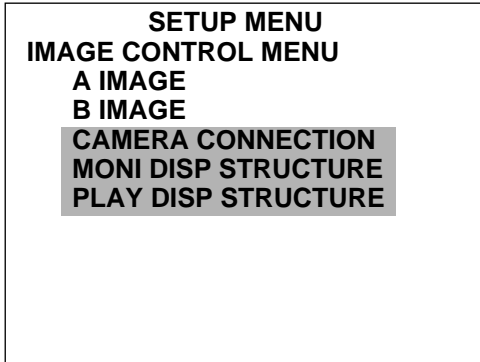 SETUP MENU
IMAGE CONTROL MENU
A IMAGE
B IMAGE
CAMERA CONNECTION
MONI DISP STRUCTURE
PLAY DISP STRUCTURE